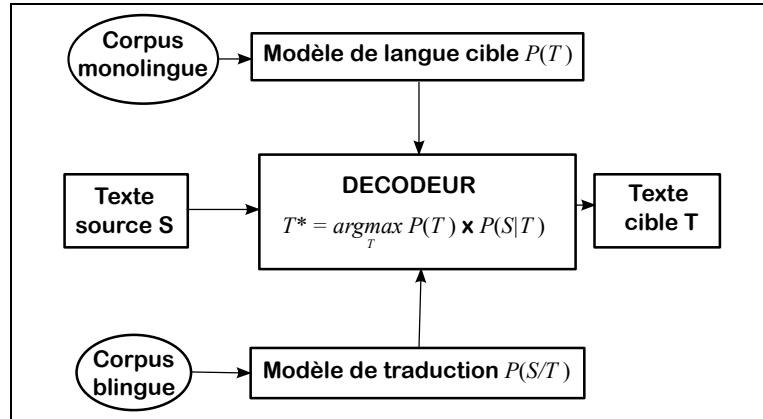 Corpus
monolingue
Modèle de langue cible P(T)
Texte
source S
DECODEUR
T* = argmax P(T) x P(S|T)
T
Texte
cible T
Corpus
blingue
Modèle de traduction P(S/T)